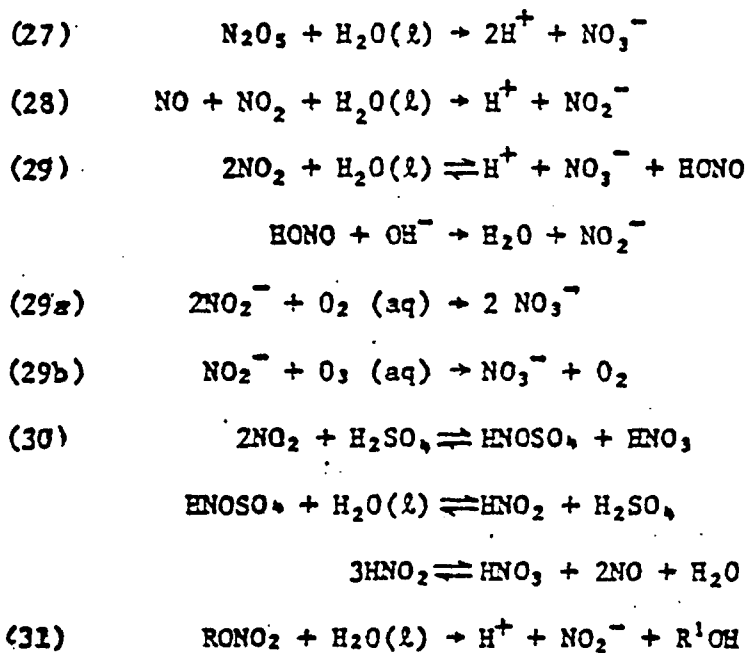 (27) N₂O₅ + H₂O(ℓ) → 2H⁺ + NO₃⁻
(28) NO + NO₂ + H₂O(ℓ) → H⁺ + NO₂⁻
(29) 2NO₂ + H₂O(ℓ) ⇌ H⁺ + NO₃⁻ + HONO
HONO + OH⁻ → H₂O + NO₂⁻
(29a) 2NO₂⁻ + O₂ (aq) → 2 NO₃⁻
(29b) NO₂⁻ + O₃ (aq) → NO₃⁻ + O₂
(30) 2NO₂ + H₂SO₄ ⇌ HNOSO₄ + HNO₃
HNOSO₄ + H₂O(ℓ) ⇌ HNO₂ + H₂SO₄
3HNO₂ ⇌ HNO₃ + 2NO + H₂O
(31) RONO₂ + H₂O(ℓ) → H⁺ + NO₂⁻ + R¹OH